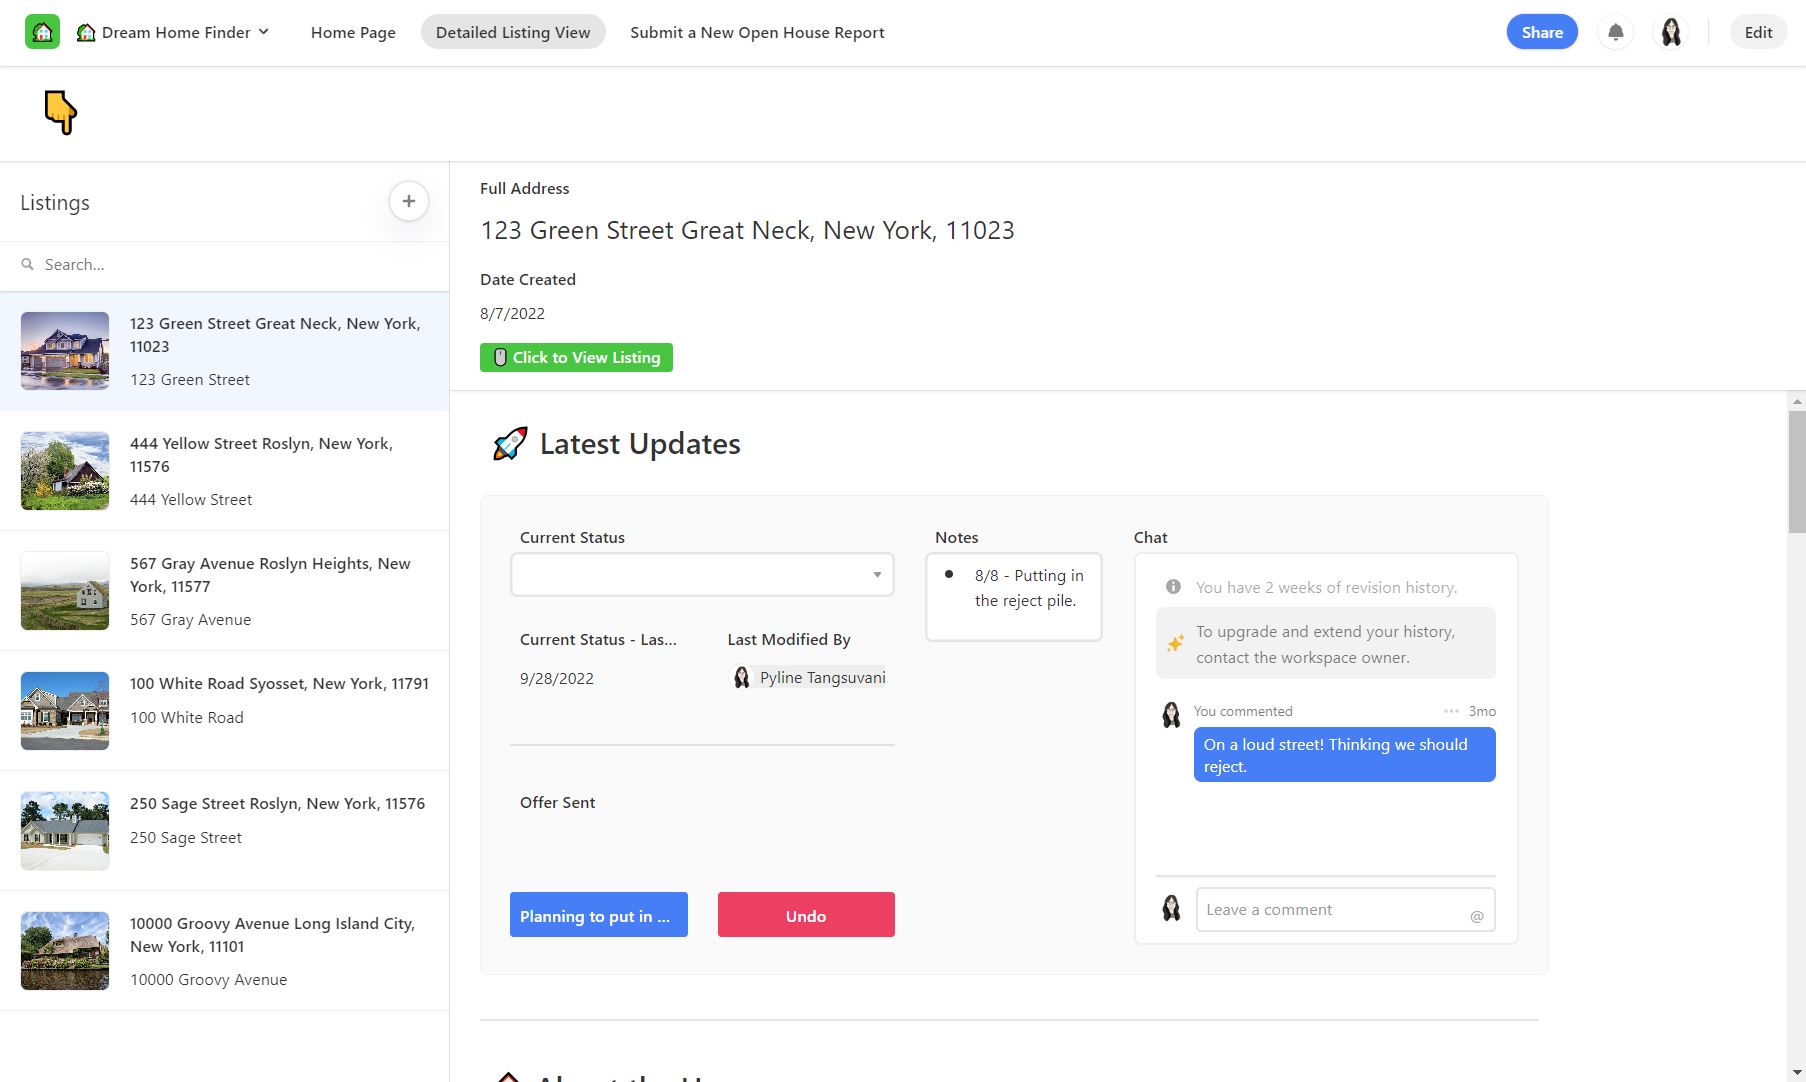 Dream Home Finder
Home Page
Detailed Listing View
Submit a New Open House Report
Share
Edit
Listings
+
Search...
123 Green Street Great Neck, New York,
11023
123 Green Street
444 Yellow Street Roslyn, New York,
11576
444 Yellow Street
567 Gray Avenue Roslyn Heights, New
York, 11577
567 Gray Avenue
100 White Road Syosset, New York, 11791
100 White Road
250 Sage Street Roslyn, New York, 11576
250 Sage Street
10000 Groovy Avenue Long Island City,
New York, 11101
10000 Groovy Avenue
Full Address
123 Green Street Great Neck, New York, 11023
Date Created
8/7/2022
Click to View Listing
Latest Updates
Current Status
Current Status - Las...
9/28/2022
Last Modified By
Pyline Tangsuvani
Offer Sent
Planning to put in ...
Undo
Notes
8/8 - Putting in
the reject pile.
Chat
You have 2 weeks of revision history.
To upgrade and extend your history,
contact the workspace owner.
You commented
3mo
On a loud street! Thinking we should
reject.
Leave a comment
@
About the